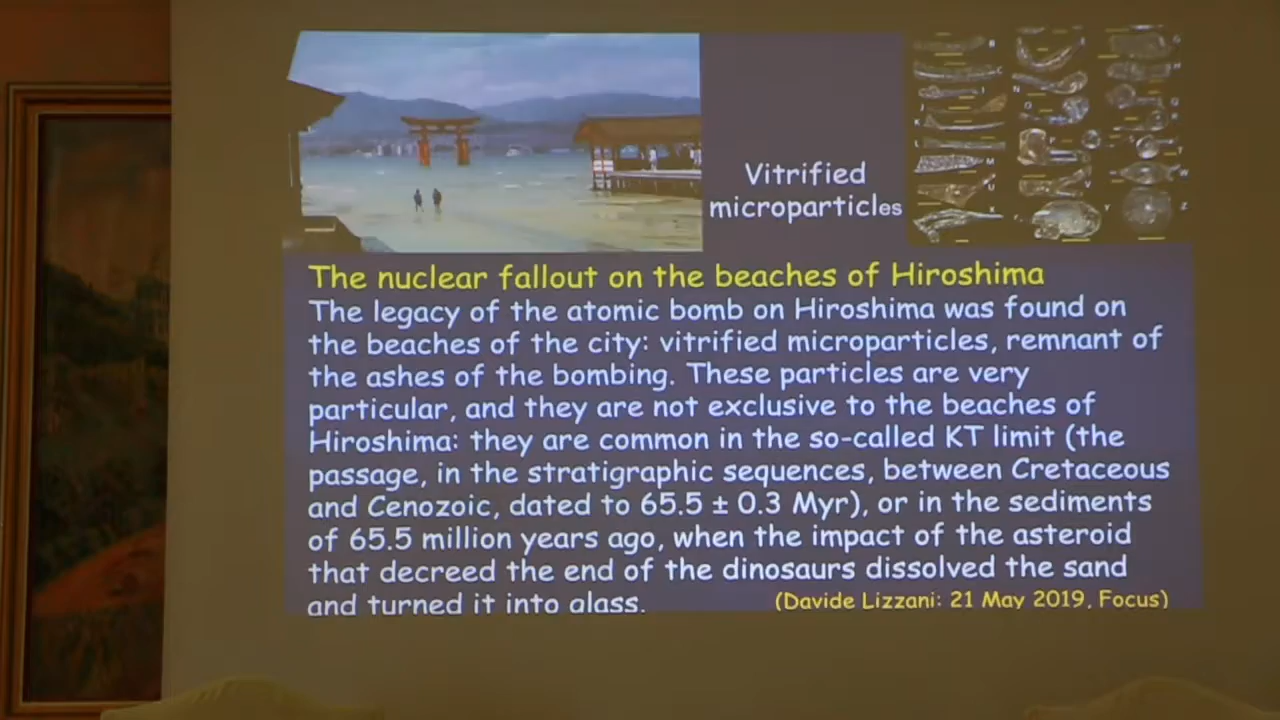 Vitrified
microparticles
The nuclear fallout on the beaches of Hiroshima
The legacy of the atomic bomb on Hiroshima was found on
the beaches of the city: vitrified microparticles, remnant of
the ashes of the bombing. These particles are very
particular, and they are not exclusive to the beaches of
Hiroshima: they are common in the so-called KT limit (the
passage, in the stratigraphic sequences, between Cretaceous
and Cenozoic, dated to 65.5 ± 0.3 Myr), or in the sediments
of 65.5 million years ago, when the impact of the asteroid
that decreed the end of the dinosaurs dissolved the sand
and turned it into glass.
(Davide Lizzani: 21 May 2019, Focus)